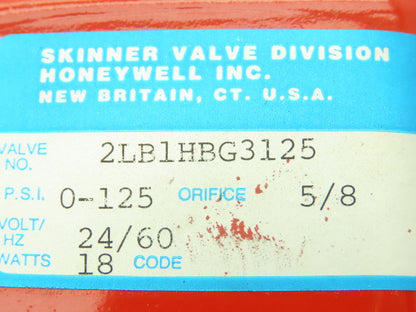 SKINNER VALVE DIVISION
HONEYWELL INC.
NEW BRITAIN, CT. U.S.A.
VALVE NO. 2LB1HBG3125
P.S.I. 0-125 ORIFICE 5/8
VOLT/ HZ 24/60
WATTS 18 CODE